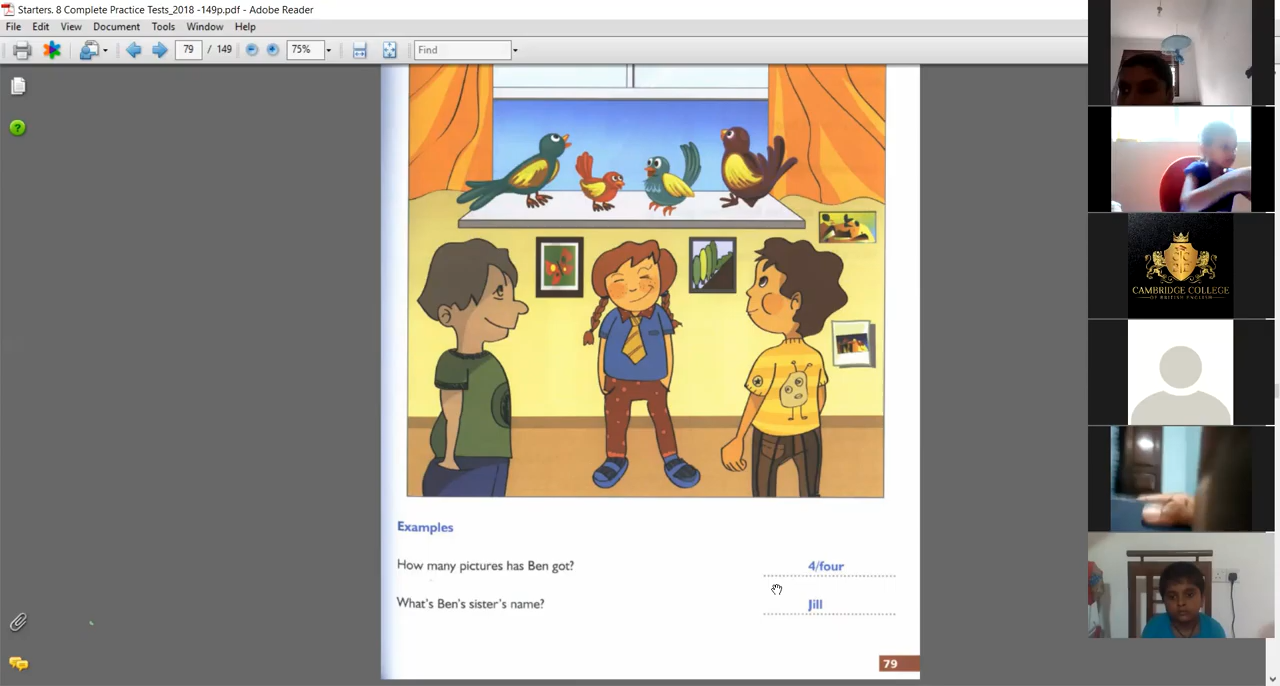 Starters. 8 Complete Practice Tests_2018 -149p.pdf - Adobe Reader
File Edit View Document Tools Window Help
79 / 149 75% Find
CAMBRIDGE COLLEGE
OF BRITISH ENGLISH
Examples
How many pictures has Ben got? 4/four
What's Ben's sister's name? Jill
79